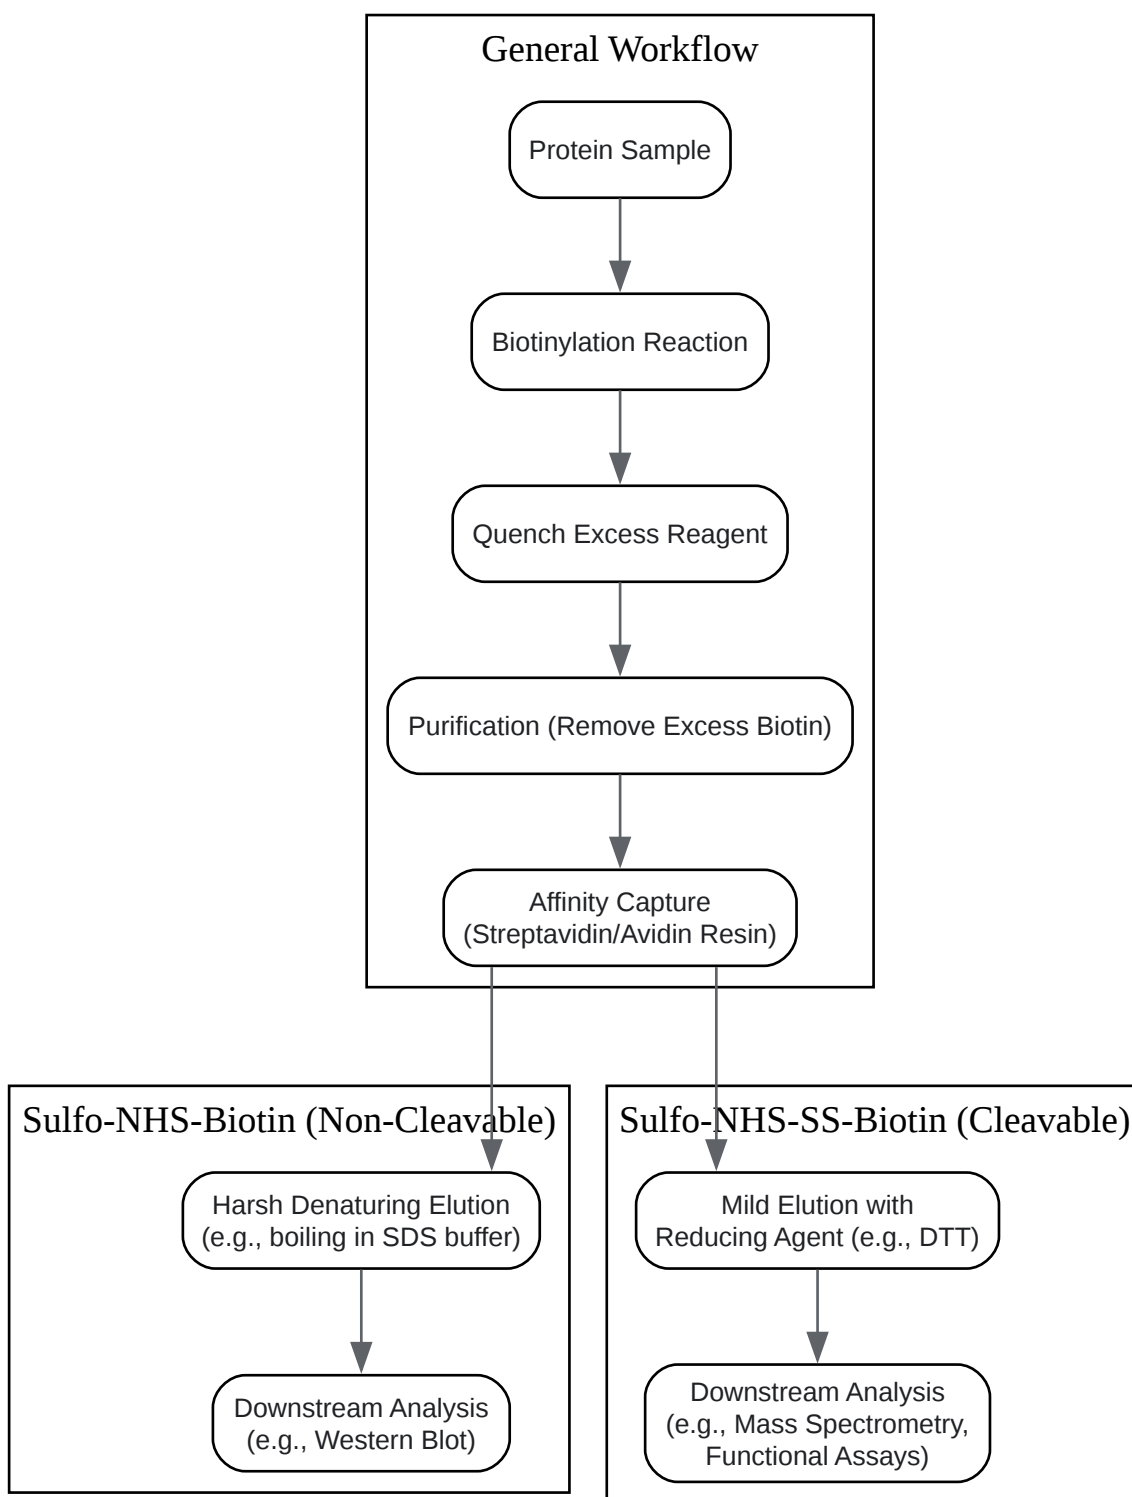 General Workflow
Protein Sample
Biotinylation Reaction
Quench Excess Reagent
Purification (Remove Excess Biotin)
Affinity Capture
(Streptavidin/Avidin Resin)
Sulfo-NHS-Biotin (Non-Cleavable)
Harsh Denaturing Elution
(e.g., boiling in SDS buffer)
Downstream Analysis
(e.g., Western Blot)
Sulfo-NHS-SS-Biotin (Cleavable)
Mild Elution with
Reducing Agent (e.g., DTT)
Downstream Analysis
(e.g., Mass Spectrometry,
Functional Assays)